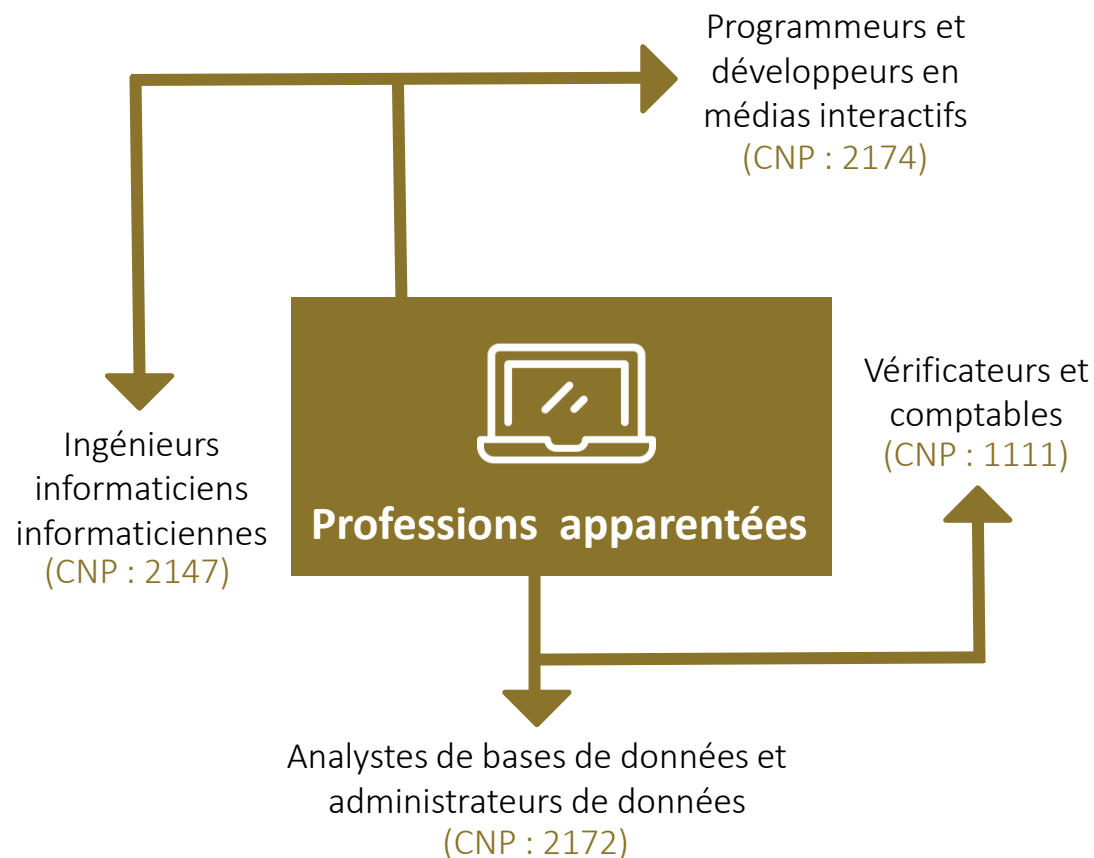 Programmeurs et
développeurs en
médias interactifs
(CNP : 2174)
Ingénieurs
informaticiens
informaticiennes
(CNP : 2147)
Professions apparentées
Vérificateurs et
comptables
(CNP : 1111)
Analystes de bases de données et
administrateurs de données
(CNP : 2172)